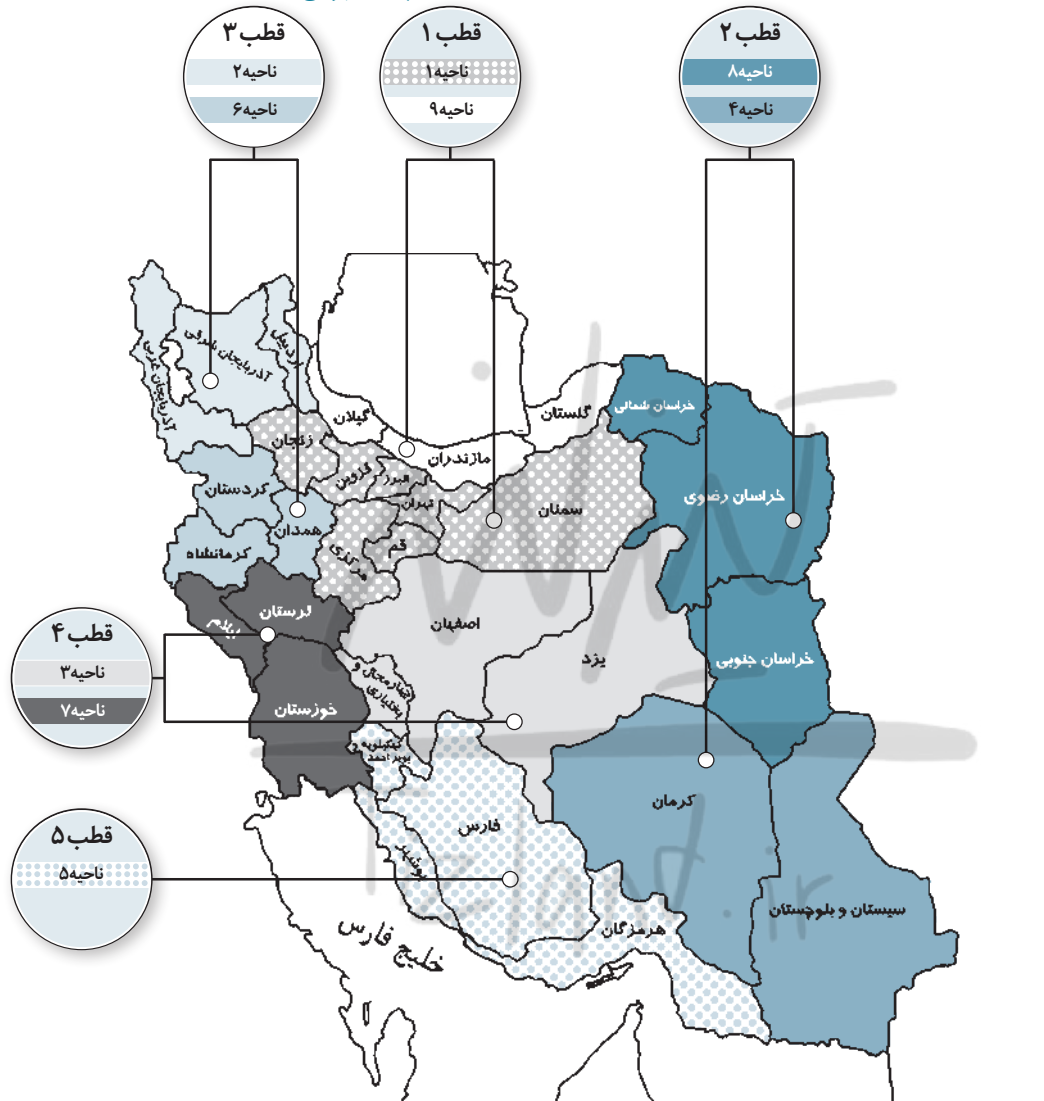 قطب ۳
ناحیه۲
ناحیه۶
قطب ۱
ناحیه۱
ناحیه۹
قطب ۲
ناحیه۸
ناحیه۴
قطب ۴
ناحیه۳
ناحیه۷
قطب ۵
ناحیه۵
آذربایجان غربی
آذربایجان شرقی
اردبیل
گیلان
گلستان
خراسان شمالی
زنجان
قزوین
البرز
مازندران
تهران
سمنان
خراسان رضوی
کردستان
همدان
کرمانشاه
مرکزی
قم
ایلام
لرستان
اصفهان
یزد
خراسان جنوبی
چهارمحال و
بختیاری
خوزستان
کهکیلویه و
بویر احمد
فارس
کرمان
بوشهر
هرمزگان
سیستان و بلوچستان
خلیج فارس